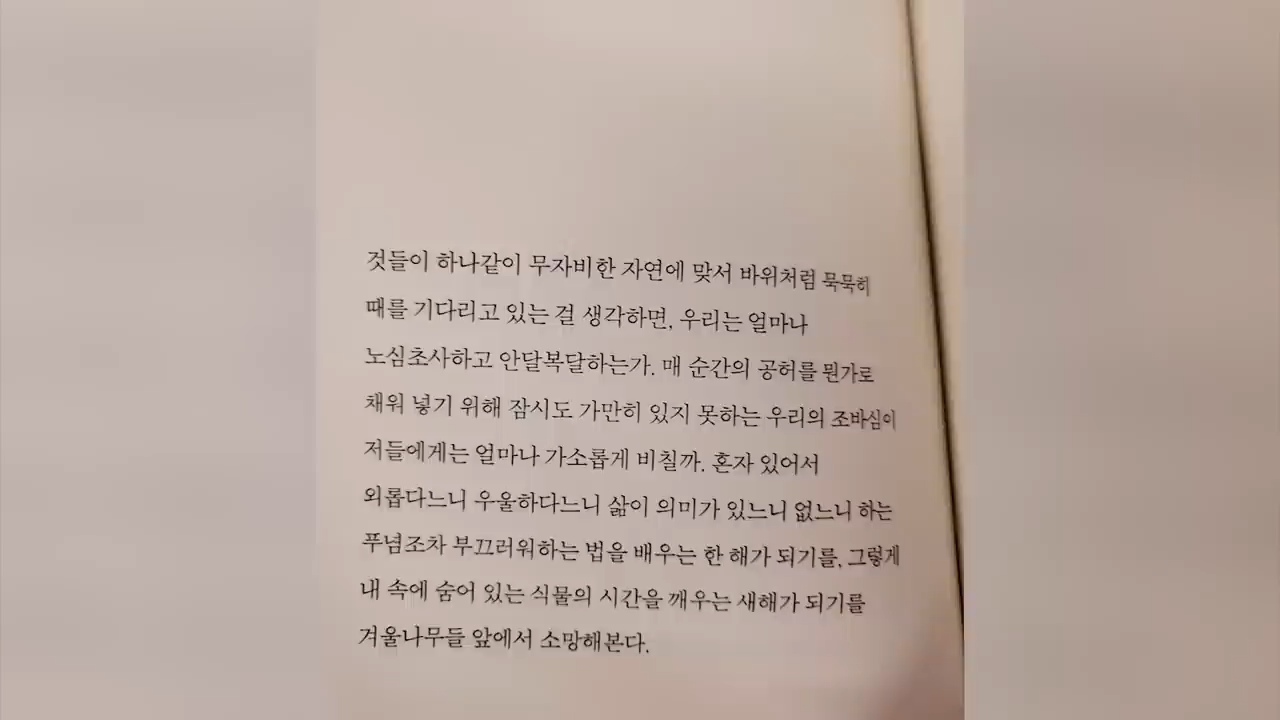 것들이 하나같이 무자비한 자연에 맞서 바위처럼 묵묵히
때를 기다리고 있는 걸 생각하면, 우리는 얼마나
노심초사하고 안달복달하는가. 매 순간의 공허를 뭔가로
채워 넣기 위해 잠시도 가만히 있지 못하는 우리의 조바심이
저들에게는 얼마나 가소롭게 비칠까. 혼자 있어서
외롭다느니 우울하다느니 삶이 의미가 있느니 없느니 하는
푸념조차 부끄러워하는 법을 배우는 한 해가 되기를, 그렇게
내 속에 숨어 있는 식물의 시간을 깨우는 새해가 되기를
겨울나무들 앞에서 소망해본다.